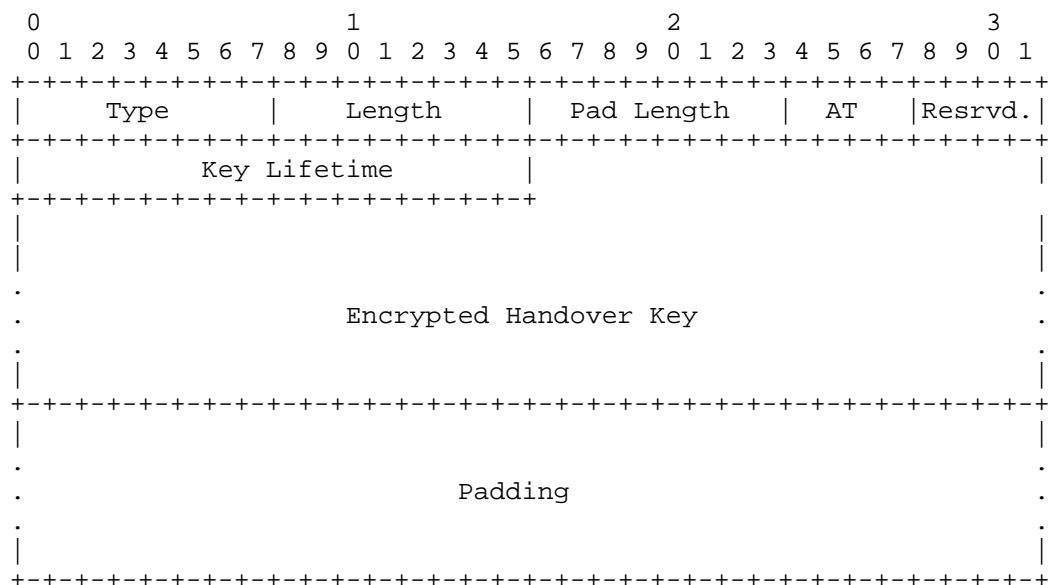 0                   1                   2                   3
 0 1 2 3 4 5 6 7 8 9 0 1 2 3 4 5 6 7 8 9 0 1 2 3 4 5 6 7 8 9 0 1
+-+-+-+-+-+-+-+-+-+-+-+-+-+-+-+-+-+-+-+-+-+-+-+-+-+-+-+-+-+-+-+-+
|     Type      |    Length     |  Pad Length   |  AT   |Resrvd.|
+-+-+-+-+-+-+-+-+-+-+-+-+-+-+-+-+-+-+-+-+-+-+-+-+-+-+-+-+-+-+-+-+
|           Key Lifetime        |                               |
+-+-+-+-+-+-+-+-+-+-+-+-+-+-+-+-+
|                                                               |
|                                                               |
.                                                               .
.                    Encrypted Handover Key                     .
.                                                               .
|                                                               |
+-+-+-+-+-+-+-+-+-+-+-+-+-+-+-+-+-+-+-+-+-+-+-+-+-+-+-+-+-+-+-+-+
|                                                               |
.                                                               .
.                           Padding                             .
.                                                               .
|                                                               |
+-+-+-+-+-+-+-+-+-+-+-+-+-+-+-+-+-+-+-+-+-+-+-+-+-+-+-+-+-+-+-+-+